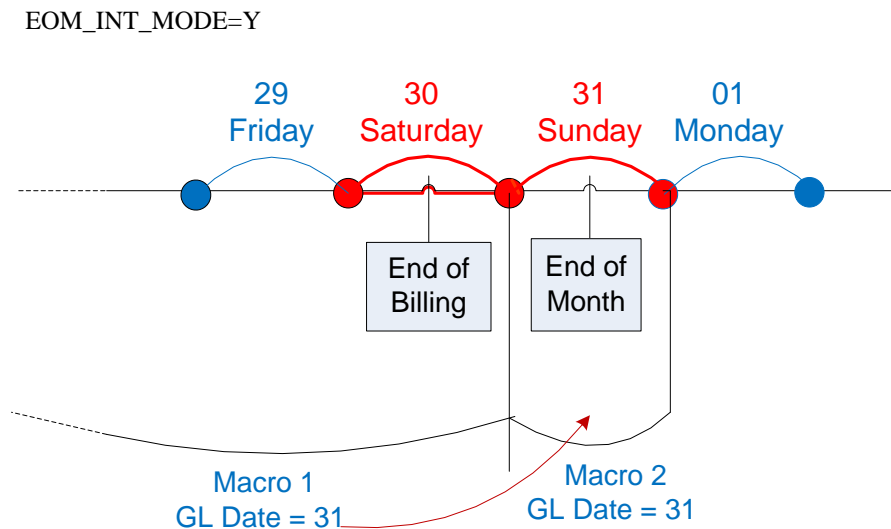 EOM_INT_MODE=Y
29 30 31 01
Friday Saturday Sunday Monday
End of Billing
End of Month
Macro 1
GL Date = 31
Macro 2
GL Date = 31